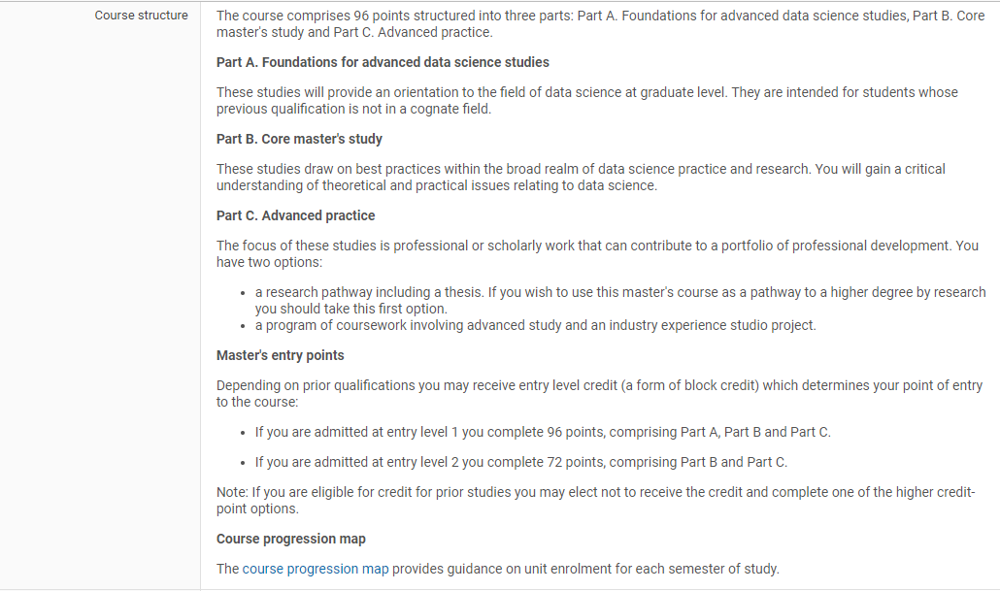 Course structure
The course comprises 96 points structured into three parts: Part A. Foundations for advanced data science studies, Part B. Core
master's study and Part C. Advanced practice.
Part A. Foundations for advanced data science studies
These studies will provide an orientation to the field of data science at graduate level. They are intended for students whose
previous qualification is not in a cognate field.
Part B. Core master's study
These studies draw on best practices within the broad realm of data science practice and research. You will gain a critical
understanding of theoretical and practical issues relating to data science.
Part C. Advanced practice
The focus of these studies is professional or scholarly work that can contribute to a portfolio of professional development. You
have two options:
• a research pathway including a thesis. If you wish to use this master's course as a pathway to a higher degree by research
you should take this first option.
• a program of coursework involving advanced study and an industry experience studio project.
Master's entry points
Depending on prior qualifications you may receive entry level credit (a form of block credit) which determines your point of entry
to the course:
• If you are admitted at entry level 1 you complete 96 points, comprising Part A, Part B and Part C.
• If you are admitted at entry level 2 you complete 72 points, comprising Part B and Part C.
Note: If you are eligible for credit for prior studies you may elect not to receive the credit and complete one of the higher credit-
point options.
Course progression map
The course progression map provides guidance on unit enrolment for each semester of study.